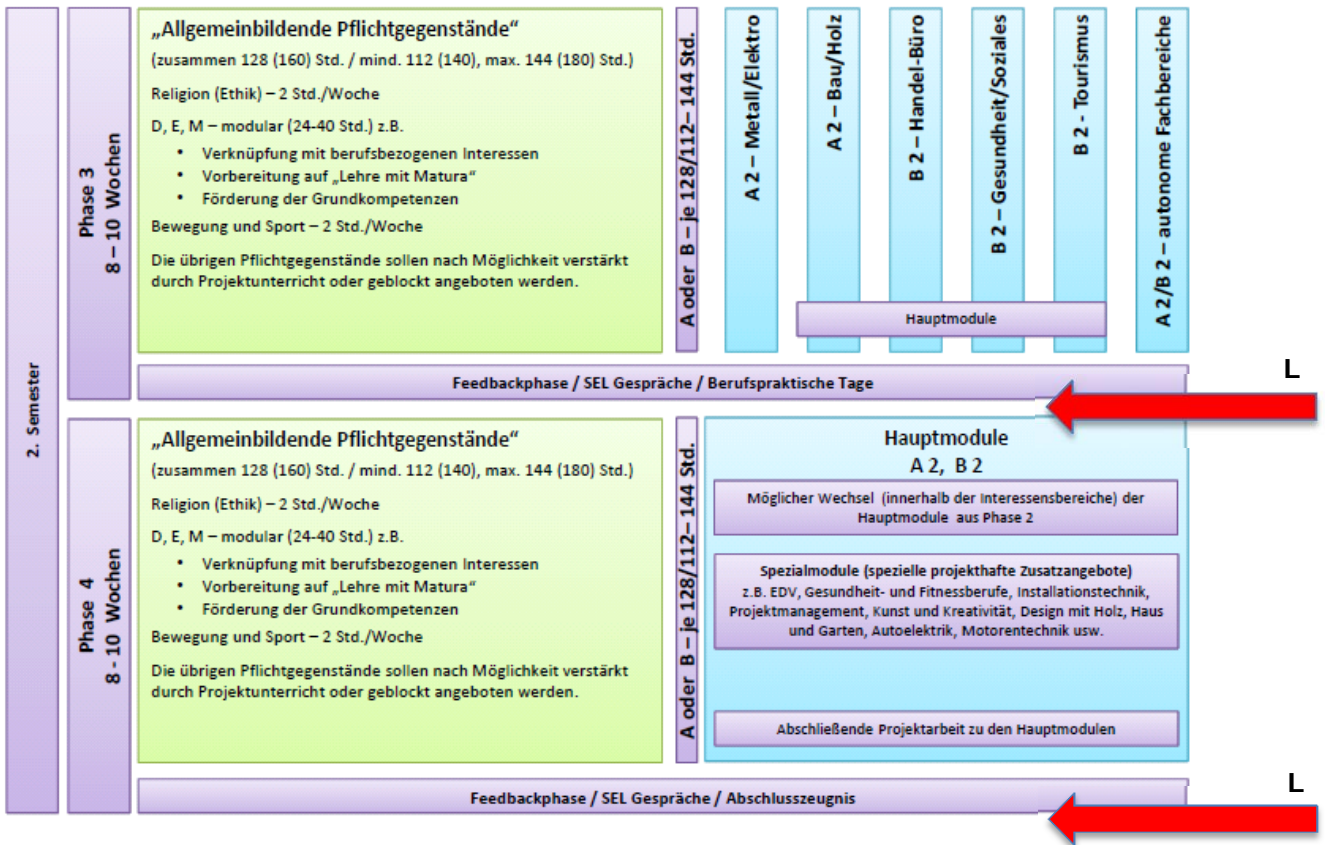 2. Semester
Phase 3
8 – 10 Wochen
„Allgemeinbildende Pflichtgegenstände“
(zusammen 128 (160) Std. / mind. 112 (140), max. 144 (180) Std.)
Religion (Ethik) – 2 Std./Woche
D, E, M – modular (24-40 Std.) z.B.
• Verknüpfung mit berufsbezogenen Interessen
• Vorbereitung auf „Lehre mit Matura“
• Förderung der Grundkompetenzen
Bewegung und Sport – 2 Std./Woche
Die übrigen Pflichtgegenstände sollen nach Möglichkeit verstärkt
durch Projektunterricht oder geblockt angeboten werden.
A oder B – je 128/112– 144 Std.
A 2 – Metall/Elektro
A 2 – Bau/Holz
B 2 – Handel-Büro
B 2 – Gesundheit/Soziales
B 2 - Tourismus
A 2/B 2 – autonome Fachbereiche
Hauptmodule
Feedbackphase / SEL Gespräche / Berufspraktische Tage
L
Phase 4
8 - 10 Wochen
„Allgemeinbildende Pflichtgegenstände“
(zusammen 128 (160) Std. / mind. 112 (140), max. 144 (180) Std.)
Religion (Ethik) – 2 Std./Woche
D, E, M – modular (24-40 Std.) z.B.
• Verknüpfung mit berufsbezogenen Interessen
• Vorbereitung auf „Lehre mit Matura“
• Förderung der Grundkompetenzen
Bewegung und Sport – 2 Std./Woche
Die übrigen Pflichtgegenstände sollen nach Möglichkeit verstärkt
durch Projektunterricht oder geblockt angeboten werden.
A oder B – je 128/112– 144 Std.
Hauptmodule
A 2, B 2
Möglicher Wechsel (innerhalb der Interessensbereiche) der
Hauptmodule aus Phase 2
Spezialmodule (spezielle projekthafte Zusatzangebote)
z.B. EDV, Gesundheit- und Fitnessberufe, Installationstechnik,
Projektmanagement, Kunst und Kreativität, Design mit Holz, Haus
und Garten, Autoelektrik, Motorentechnik usw.
Abschließende Projektarbeit zu den Hauptmodulen
Feedbackphase / SEL Gespräche / Abschlusszeugnis
L